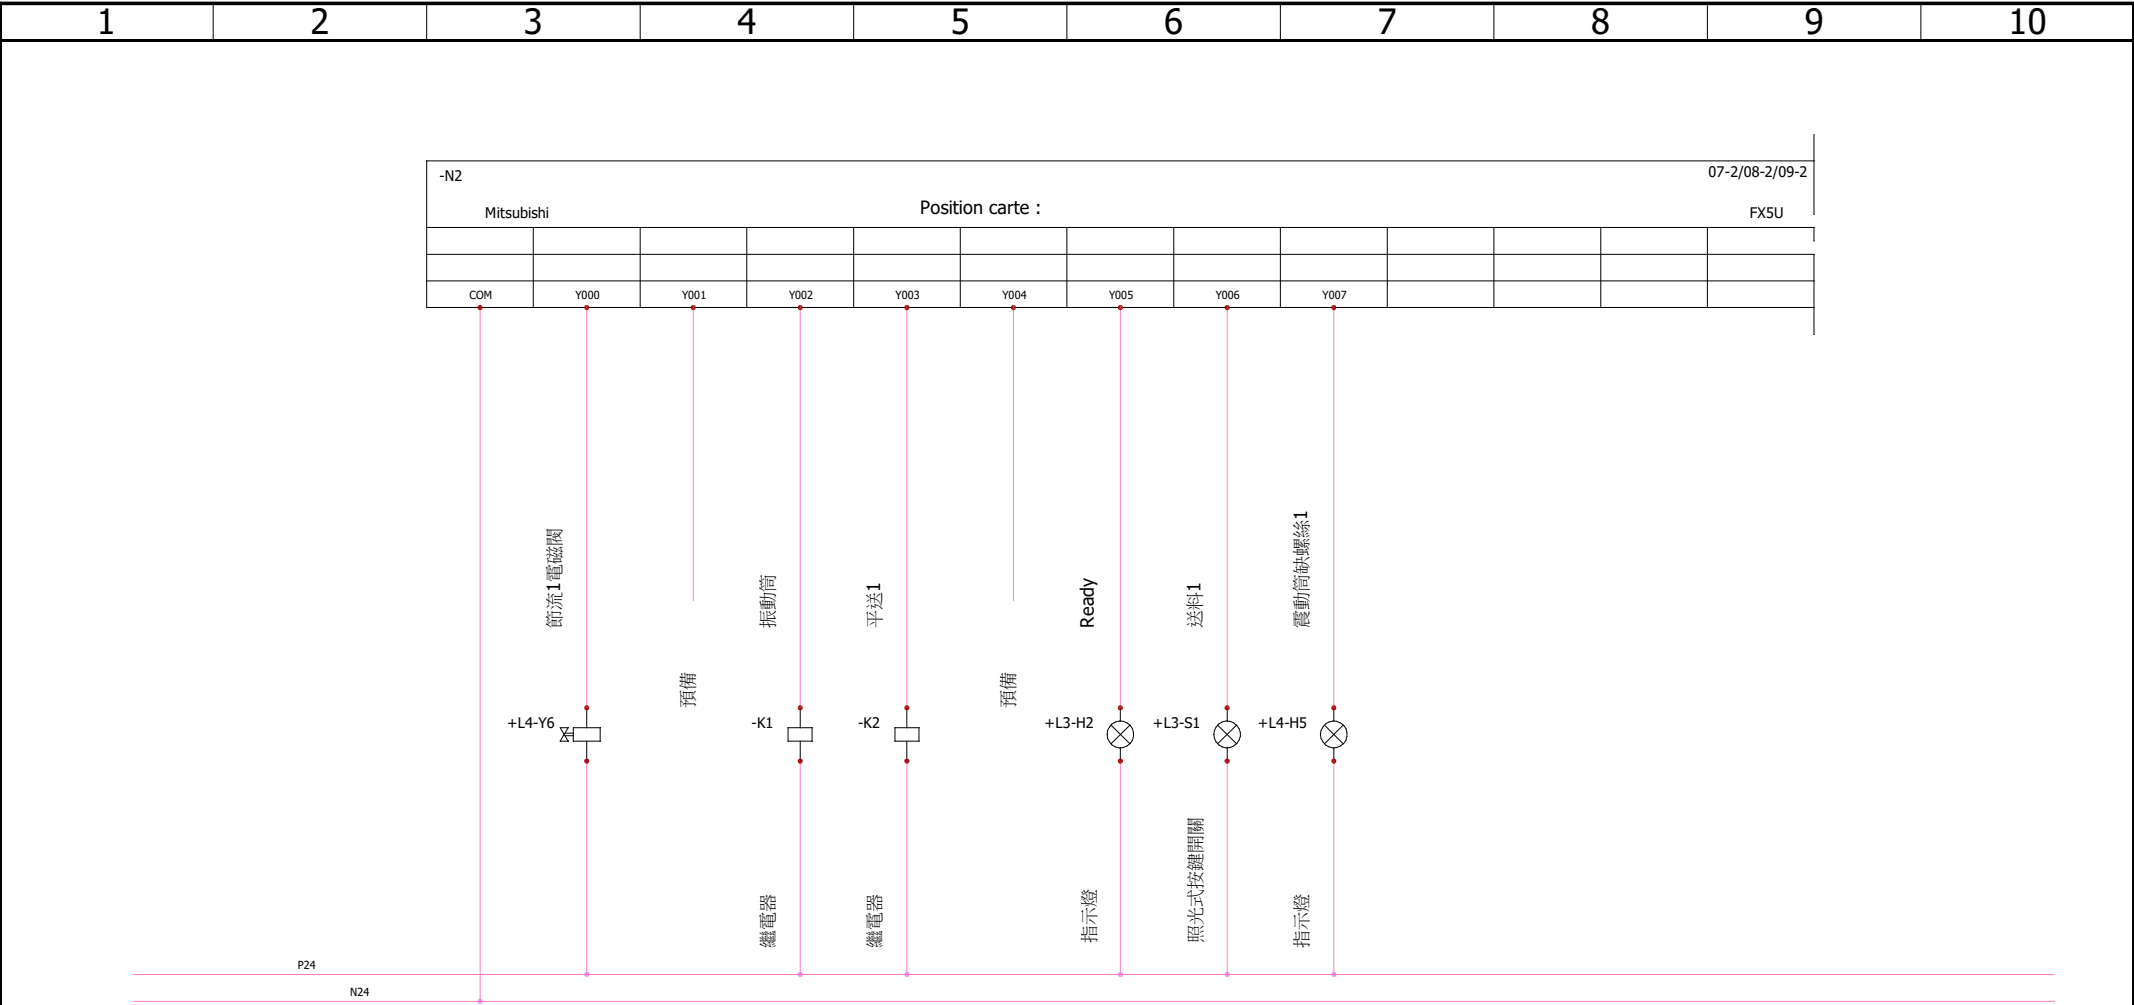 1 2 3 4 5 6 7 8 9 10
-N2 07-2/08-2/09-2
Mitsubishi Position carte : FX5U
COM Y000 Y001 Y002 Y003 Y004 Y005 Y006 Y007
節流1電磁閥
振動筒
平送1
Ready
送料1
震動筒缺螺絲1
預備
預備
+L4-Y6 -K1 -K2 +L3-H2 +L3-S1 +L4-H5
繼電器
繼電器
指示燈
照光式按鍵開關
指示燈
P24
N24